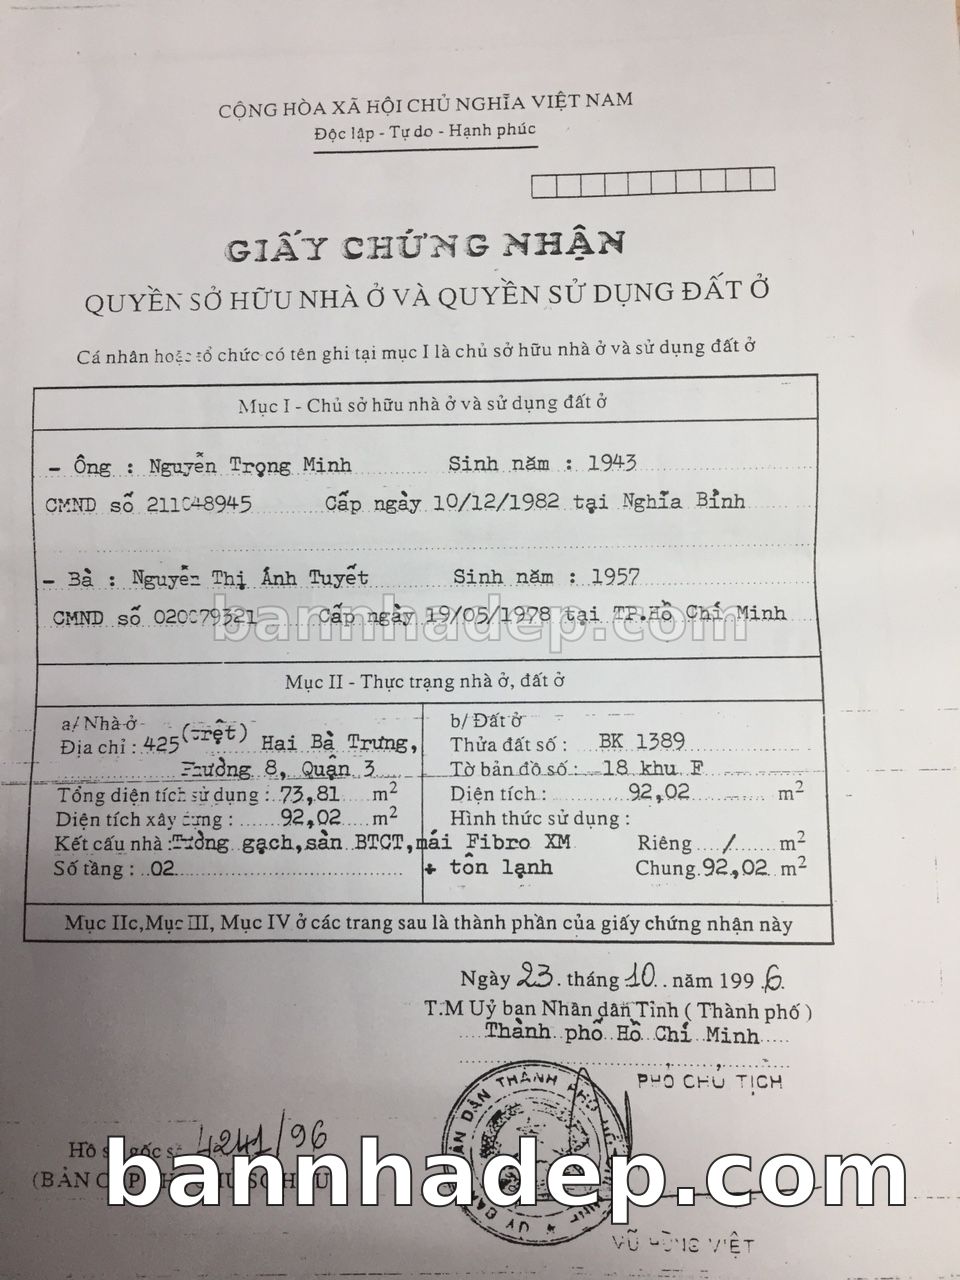 CỘNG HÒA XÃ HỘI CHỦ NGHĨA VIỆT NAM
Độc lập - Tự do - Hạnh phúc
GIẤY CHỨNG NHẬN
QUYỀN SỞ HỮU NHÀ Ở VÀ QUYỀN SỬ DỤNG ĐẤT Ở
Cá nhân hoặc tổ chức có tên ghi tại mục I là chủ sở hữu nhà ở và sử dụng đất ở
Mục I - Chủ sở hữu nhà ở và sử dụng đất ở
- Ông : Nguyễn Trọng Minh Sinh năm : 1943
CMND số 211048945 Cấp ngày 10/12/1982 tại Nghĩa Bình
- Bà : Nguyễn Thị Ánh Tuyết Sinh năm : 1957
CMND số Cấp ngày 19/05/1978 tại TP.Hồ Chí Minh
bannhadep.com
Mục II - Thực trạng nhà ở, đất ở
a/ Nhà ở
Địa chỉ : 425 (trệt) Hai Bà Trưng,
Phường 8, Quận 3
Tổng diện tích sử dụng : 73,81 m2
Diện tích xây dựng : 92,02 m2
Kết cấu nhà : Tường gạch, sàn BTCT, mái Fibro XM
+ tôn lạnh
Số tầng : 02
b/ Đất ở
Thửa đất số : BK 1389
Tờ bản đồ số : 18 khu F
Diện tích : 92,02 m2
Hình thức sử dụng :
Riêng / m2
Chung 92,02 m2
Mục IIc, Mục III, Mục IV ở các trang sau là thành phần của giấy chứng nhận này
Ngày 23 tháng 10 năm 1996
T.M Uỷ ban Nhân dân Tỉnh ( Thành phố )
Thành phố Hồ Chí Minh
PHÓ CHỦ TỊCH
Hồ sơ gốc số 4241/96
(BẢN
bannhadep.com
VŨ HÙNG VIỆT